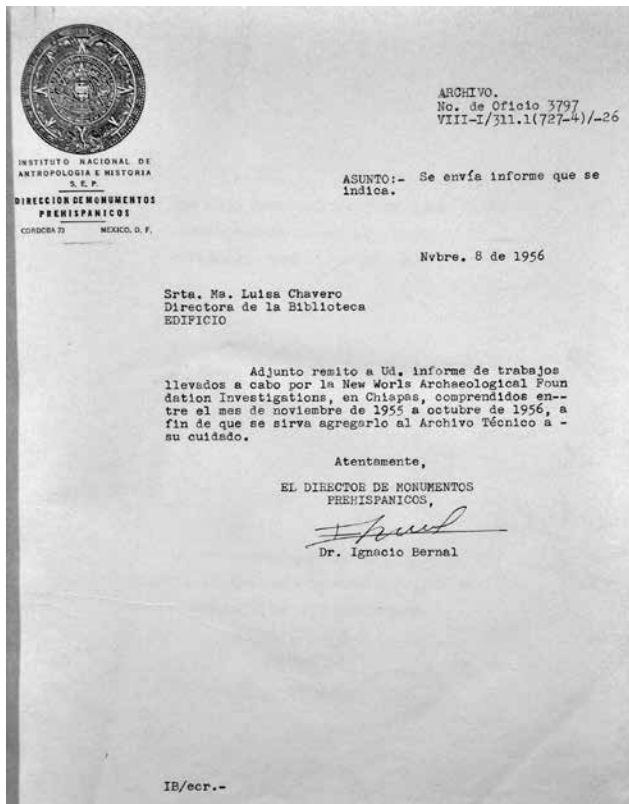 INSTITUTO NACIONAL DE
ANTROPOLOGIA E HISTORIA
S. E. P.
DIRECCION DE MONUMENTOS
PREHISPANICOS
CORDOBA 73 MEXICO, D. F.
ARCHIVO.
No. de Oficio 3797
VIII-I/311.1(727-4)/-26
ASUNTO:- Se envía informe que se
indica.
Nvbre. 8 de 1956
Srta. Ma. Luisa Chavero
Directora de la Biblioteca
EDIFICIO
Adjunto remito a Ud. informe de trabajos
llevados a cabo por la New Worls Archaeological Foun
dation Investigations, en Chiapas, comprendidos en--
tre el mes de noviembre de 1955 a octubre de 1956, a
fin de que se sirva agregarlo al Archivo Técnico a -
su cuidado.
Atentamente,
EL DIRECTOR DE MONUMENTOS
PREHISPANICOS,
Dr. Ignacio Bernal
IB/ecr.-